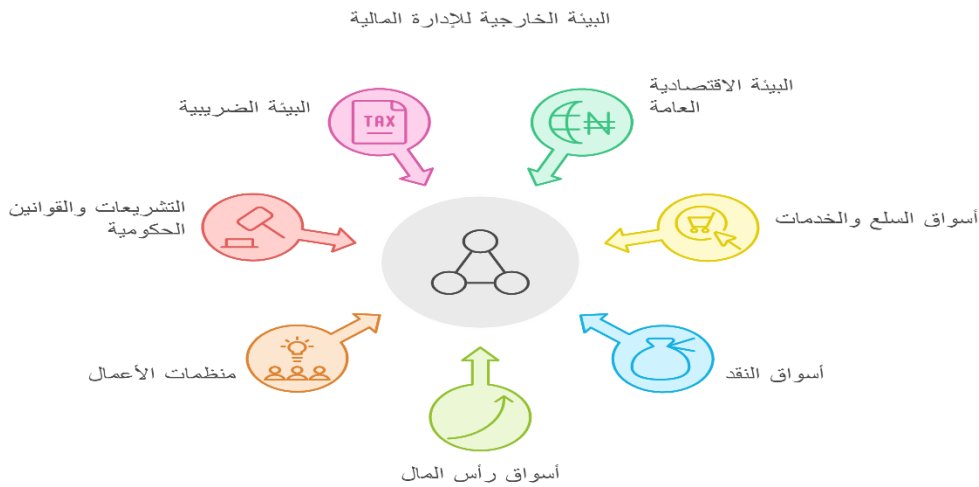 البيئة الخارجية للإدارة المالية
البيئة الاقتصادية
العامة
البيئة الضريبية
TAX
أسواق السلع والخدمات
التشريعات والقوانين
الحكومية
أسواق النقد
منظمات الأعمال
أسواق رأس المال